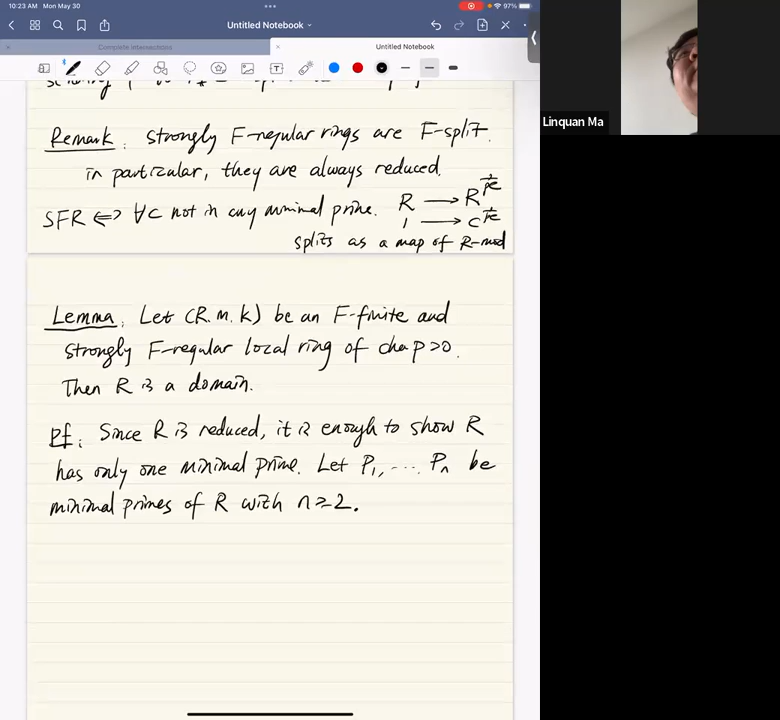 10:23 AM Mon May 30
97%
Untitled Notebook
Complete intersections
Untitled Notebook
Remark. Strongly F-regular rings are F-split.
in particular, they are always reduced.
SFR ⟺ ∀c not in any minimal prime. R ⟶ R^{1/p^e}
1 ⟶ c^{1/p^e}
splits as a map of R-mod
Lemma. Let (R.m.k) be an F-finite and
strongly F-regular local ring of char p>0.
Then R is a domain.
Pf. Since R is reduced, it is enough to show R
has only one minimal prime. Let P₁, ... Pₙ be
minimal primes of R with n≥2.
Linquan Ma